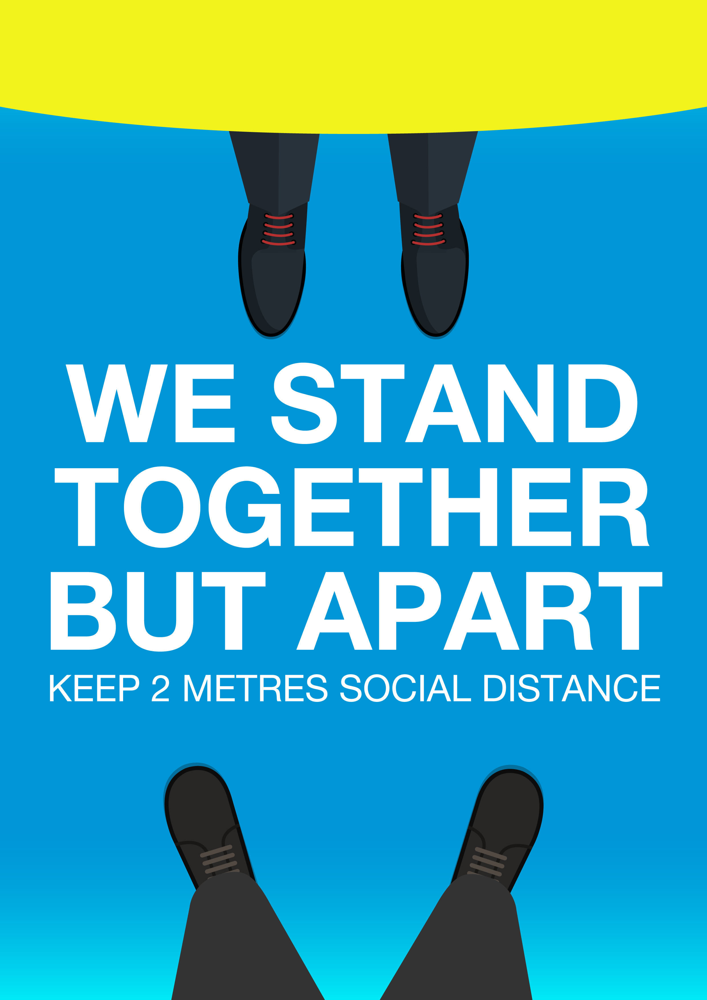 WE STAND
TOGETHER
BUT APART
KEEP 2 METRES SOCIAL DISTANCE